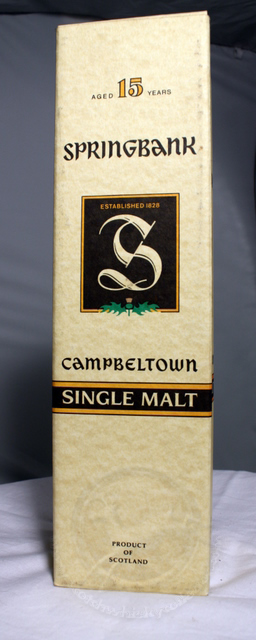 AGED 15 YEARS
SPRINGBANK
ESTABLISHED 1828
S
CAMPBELTOWN
SINGLE MALT
PRODUCT
OF
SCOTLAND